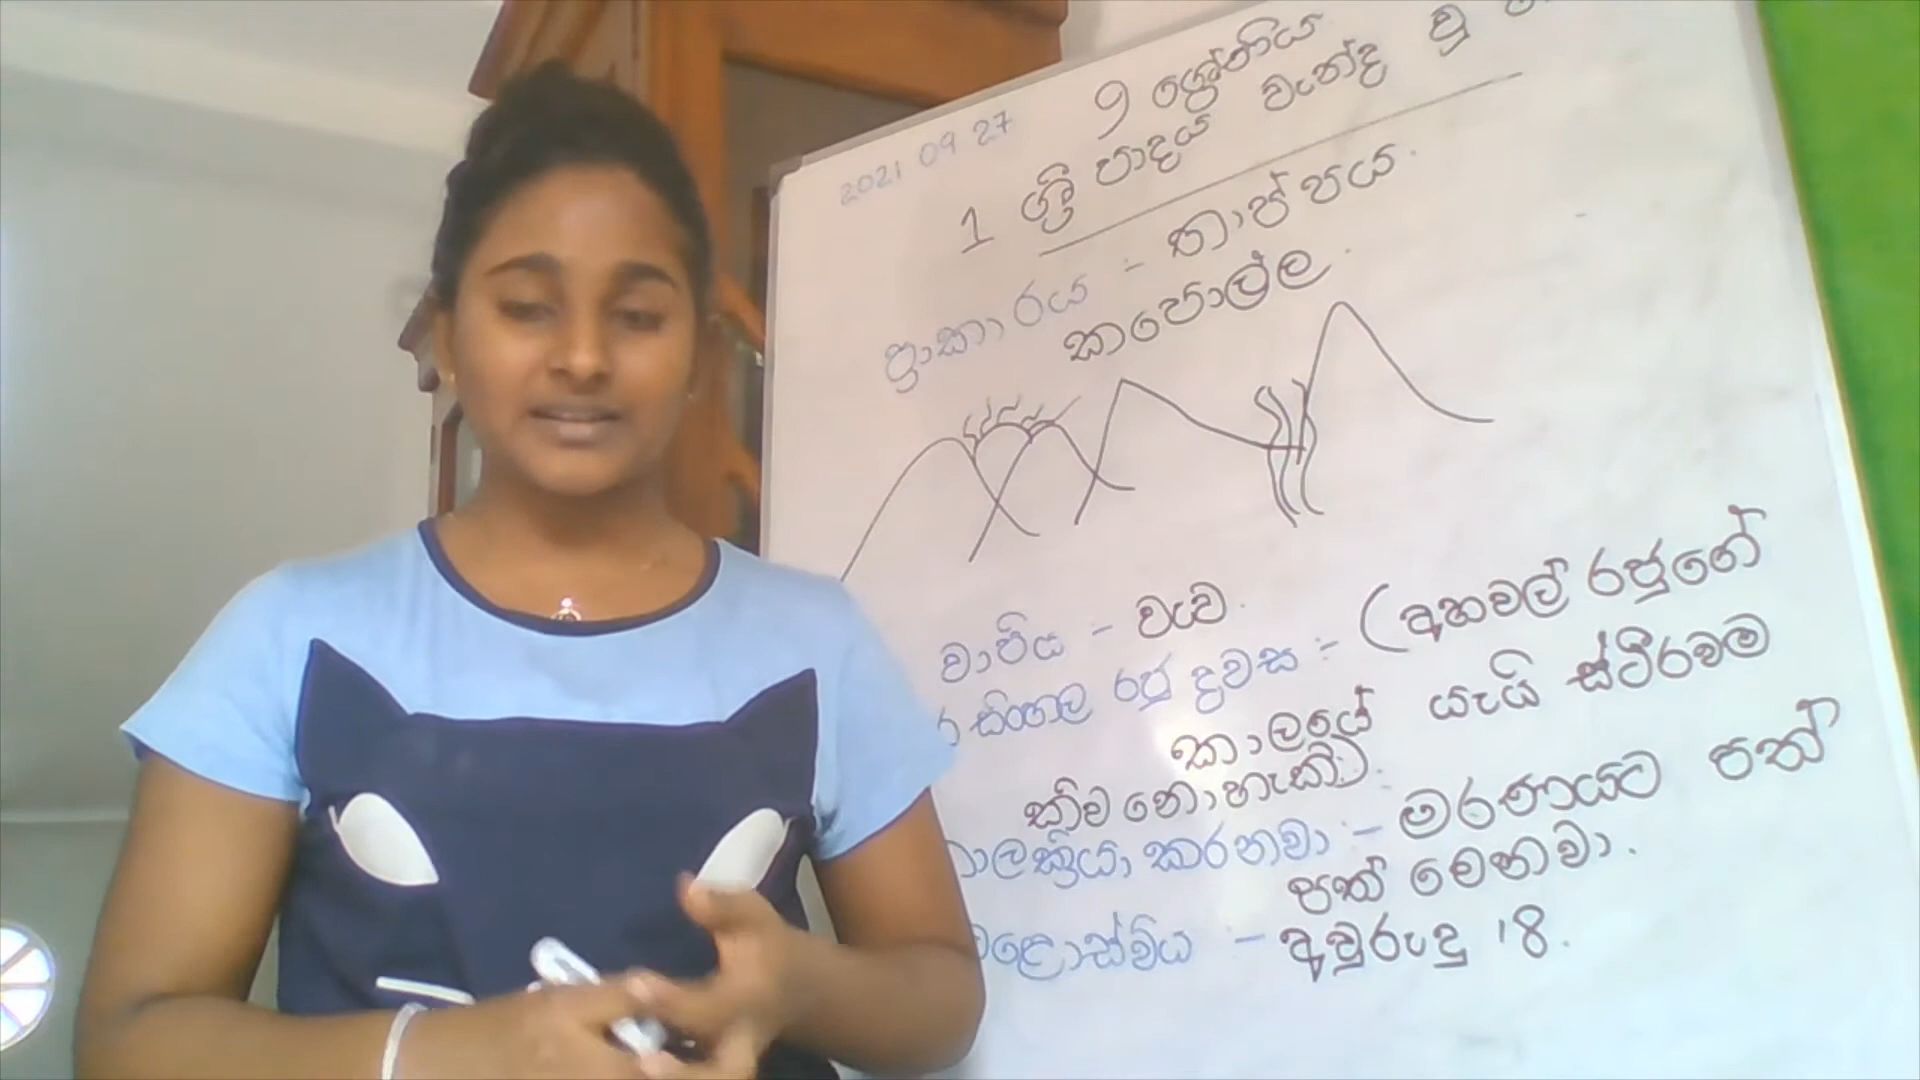 2021 09 27
9 ශ්‍රේණිය
1 ශ්‍රී පාදය වැන්ද වූ
ප්‍රාකාරය - තාප්පය.
කපොල්ල.
වාපිය - වැව.
සිංහල රජු දවස :- (අහවල් රජුගේ
කාලයේ යැයි ස්ථීරවම
කිව නොහැකිව.
කරනවා :- මරණයට පත්
පත් වෙනවා.
- අවුරුදු 18.